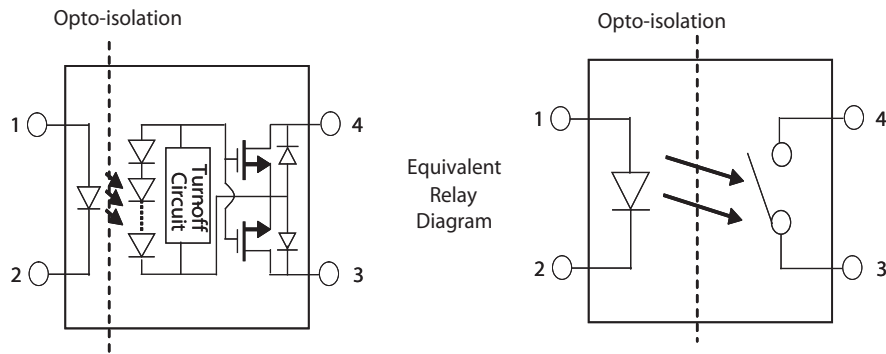 Opto-isolation
1
2
4
3
Turnoff
Circuit
Equivalent
Relay
Diagram
Opto-isolation
1
2
4
3